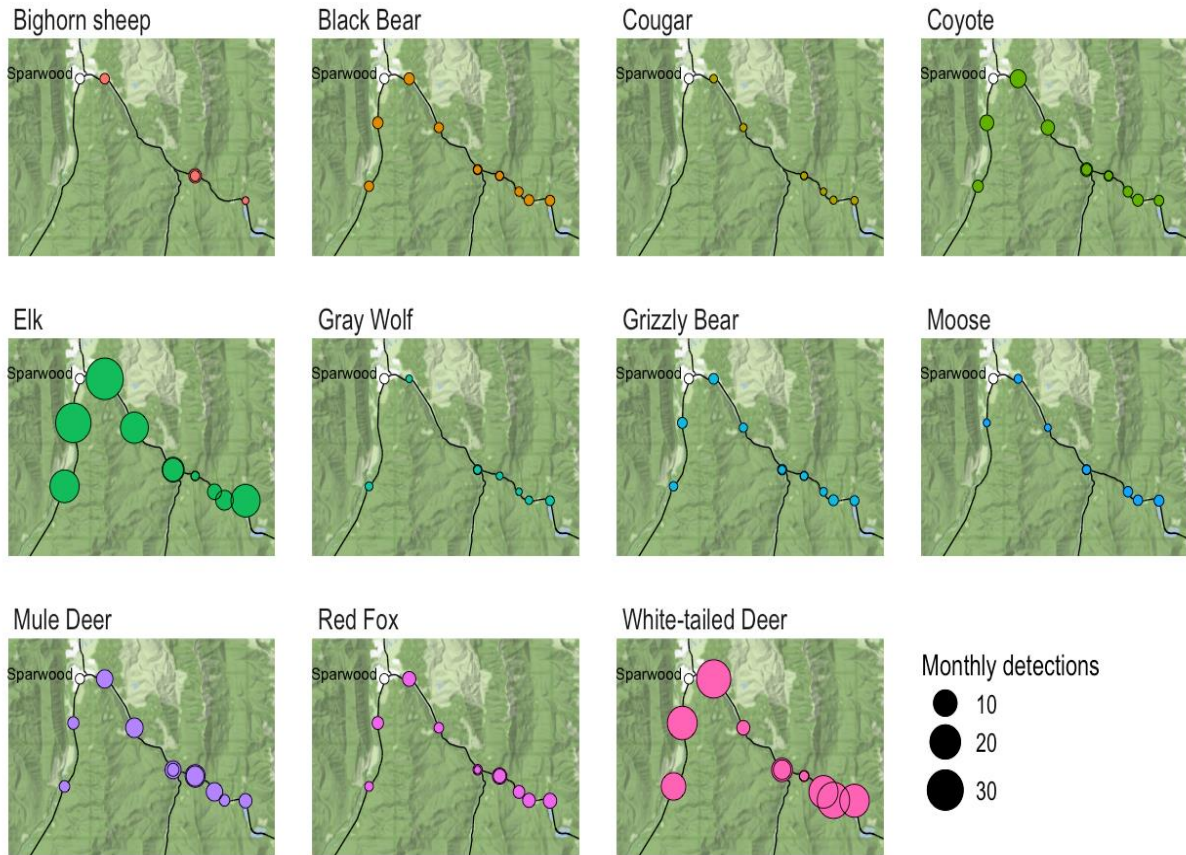 Bighorn sheep
Sparwood
Black Bear
Sparwood
Cougar
Sparwood
Coyote
Sparwood
Elk
Sparwood
Gray Wolf
Sparwood
Grizzly Bear
Sparwood
Moose
Sparwood
Mule Deer
Sparwood
Red Fox
Sparwood
White-tailed Deer
Sparwood
Monthly detections
10
20
30